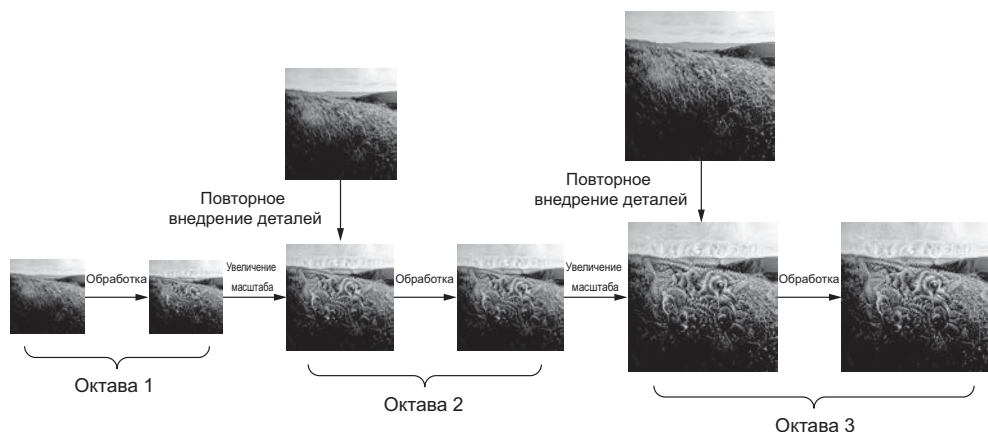 Повторное
внедрение деталей
Повторное
внедрение деталей
Обработка
Увеличение
масштаба
Обработка
Увеличение
масштаба
Обработка
Октава 1
Октава 2
Октава 3